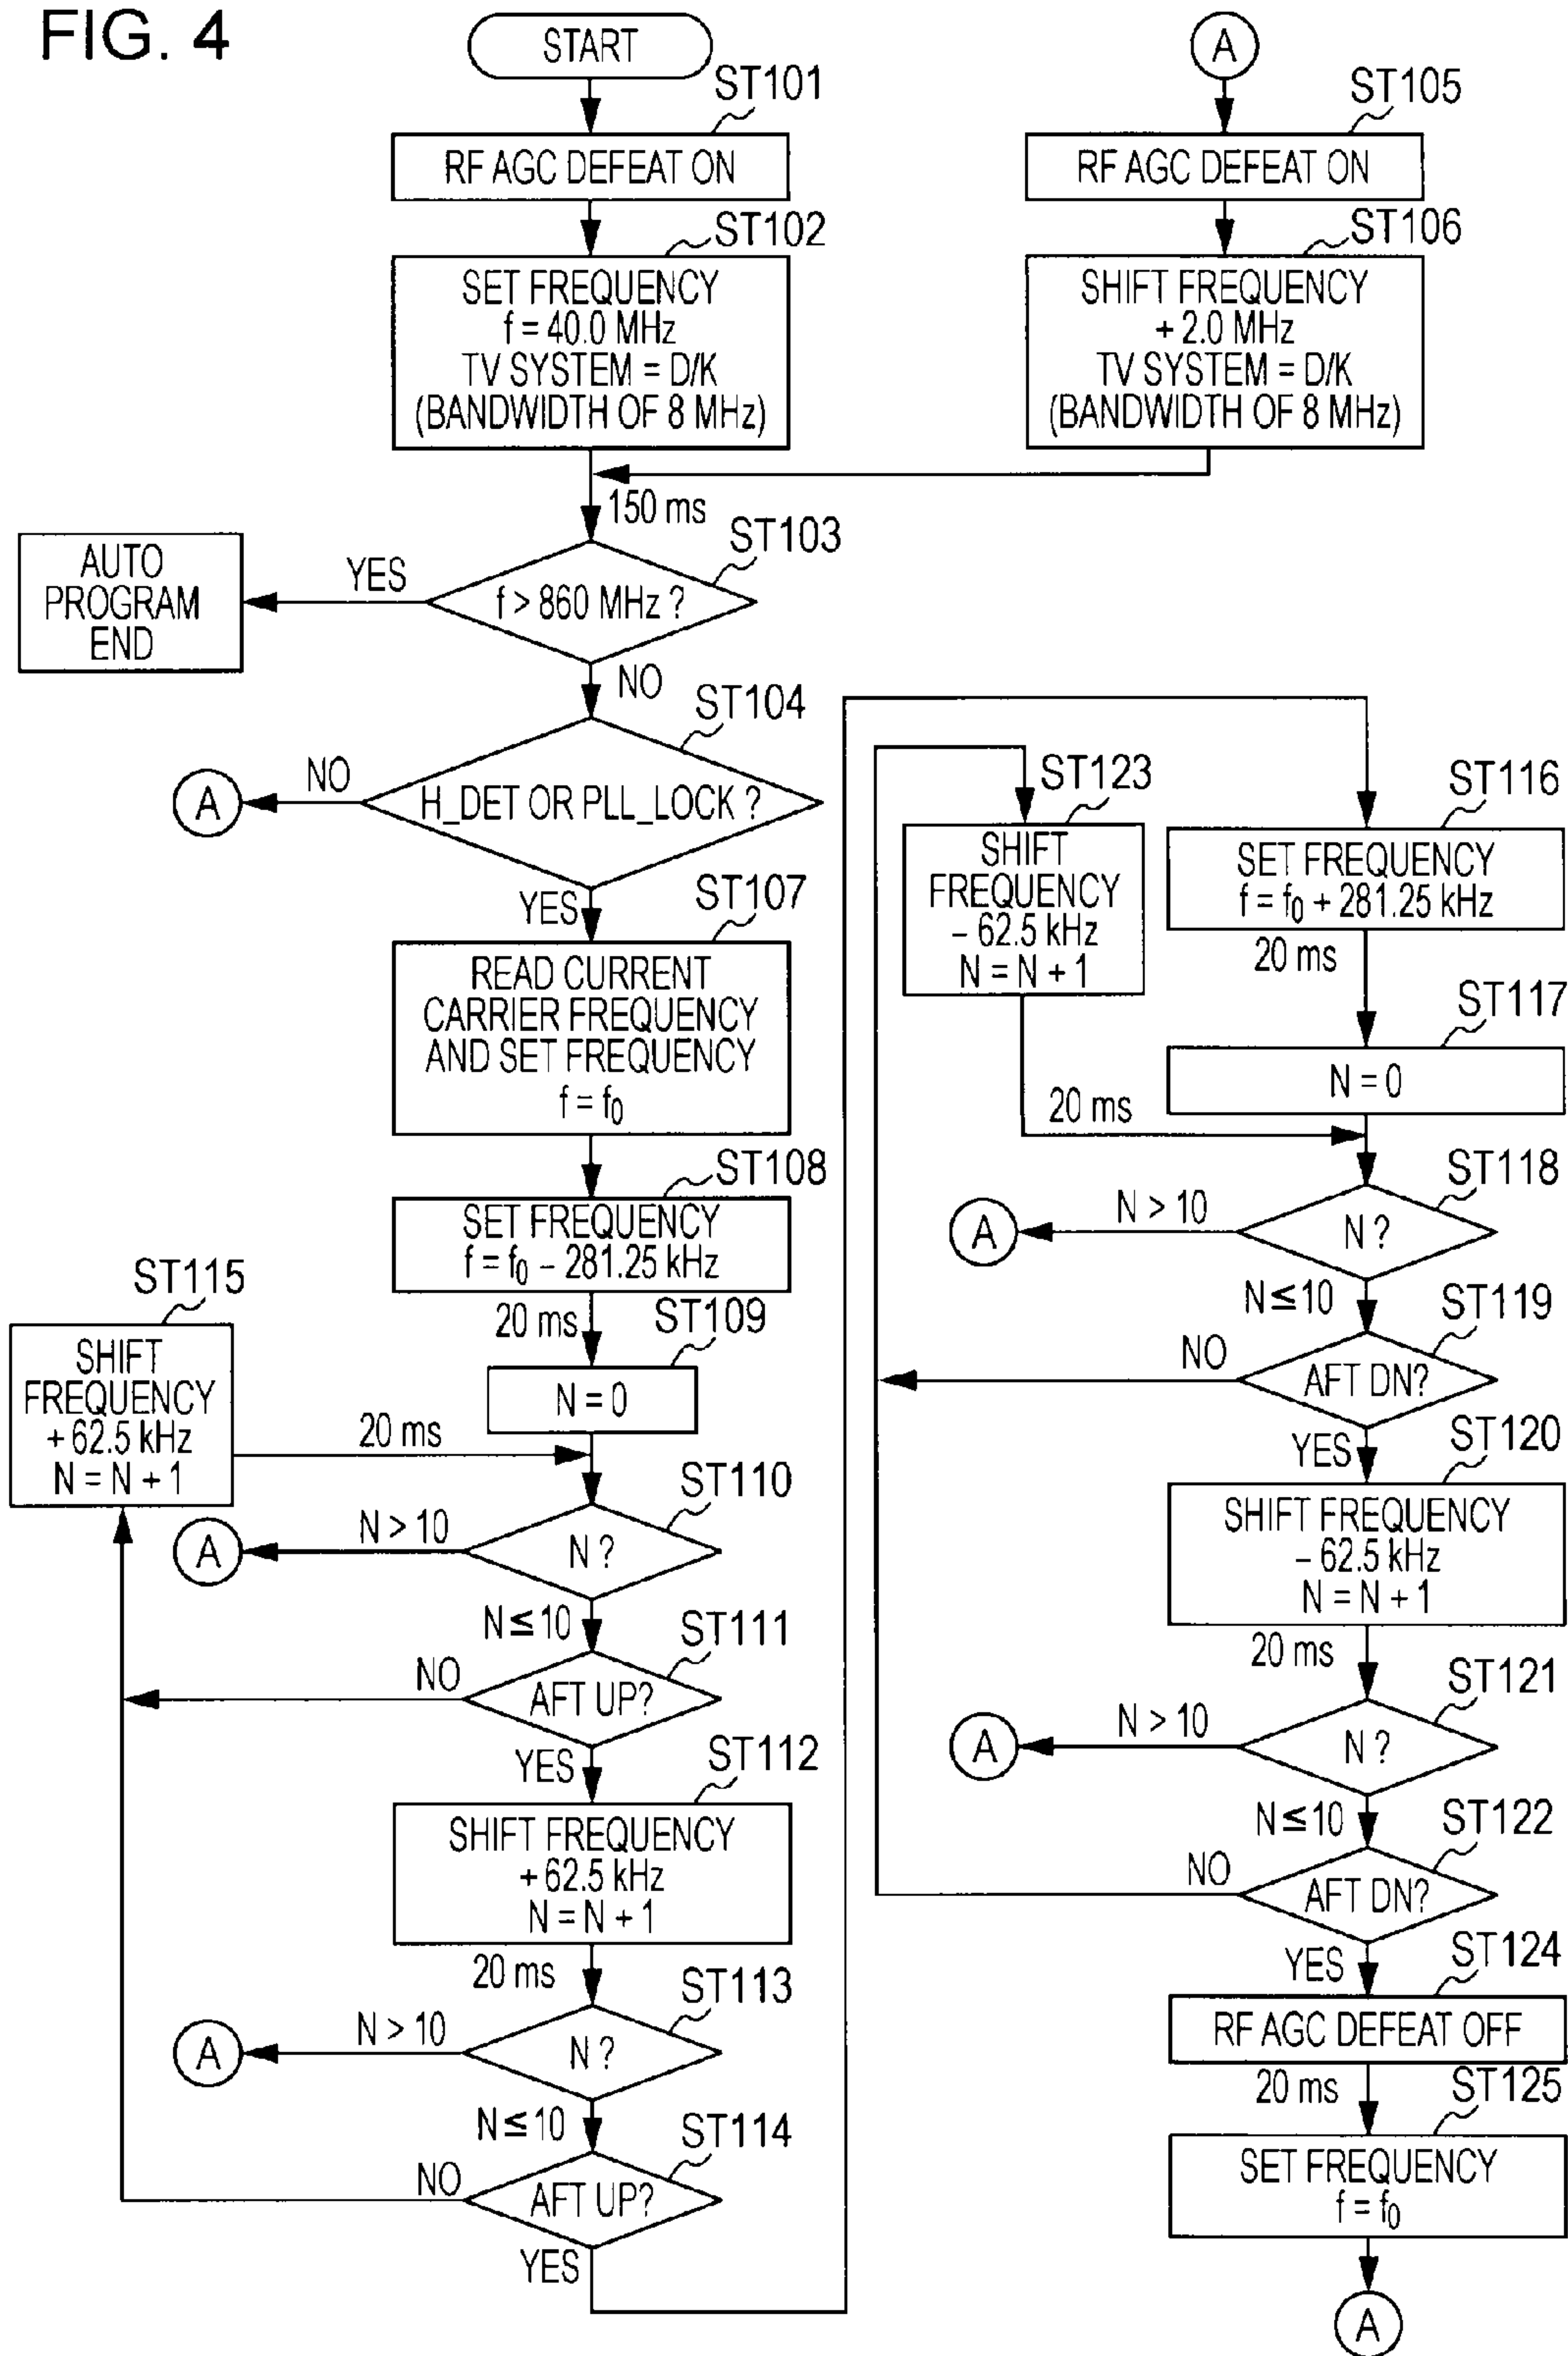 FIG. 4
START
ST101
RF AGC DEFEAT ON
ST102
SET FREQUENCY
f = 40.0 MHz
TV SYSTEM = D/K
(BANDWIDTH OF 8 MHz)
150 ms
ST103
f > 860 MHz ?
YES
AUTO
PROGRAM
END
NO
ST104
H_DET OR PLL_LOCK ?
NO
A
YES
ST107
READ CURRENT
CARRIER FREQUENCY
AND SET FREQUENCY
f = f0
ST108
SET FREQUENCY
f = f0 – 281.25 kHz
20 ms
ST109
N = 0
ST115
SHIFT
FREQUENCY
+ 62.5 kHz
N = N + 1
20 ms
ST110
N ?
N > 10
A
N ≦ 10
ST111
AFT UP?
NO
YES
ST112
SHIFT FREQUENCY
+ 62.5 kHz
N = N + 1
20 ms
ST113
N ?
N > 10
A
N ≦ 10
ST114
AFT UP?
NO
YES
A
ST105
RF AGC DEFEAT ON
ST106
SHIFT FREQUENCY
+ 2.0 MHz
TV SYSTEM = D/K
(BANDWIDTH OF 8 MHz)
ST123
SHIFT
FREQUENCY
– 62.5 kHz
N = N + 1
20 ms
ST116
SET FREQUENCY
f = f0 + 281.25 kHz
20 ms
ST117
N = 0
ST118
N ?
N > 10
A
N ≦ 10
ST119
AFT DN?
NO
YES
ST120
SHIFT FREQUENCY
– 62.5 kHz
N = N + 1
20 ms
ST121
N ?
N > 10
A
N ≦ 10
ST122
AFT DN?
NO
YES
ST124
RF AGC DEFEAT OFF
20 ms
ST125
SET FREQUENCY
f = f0
A